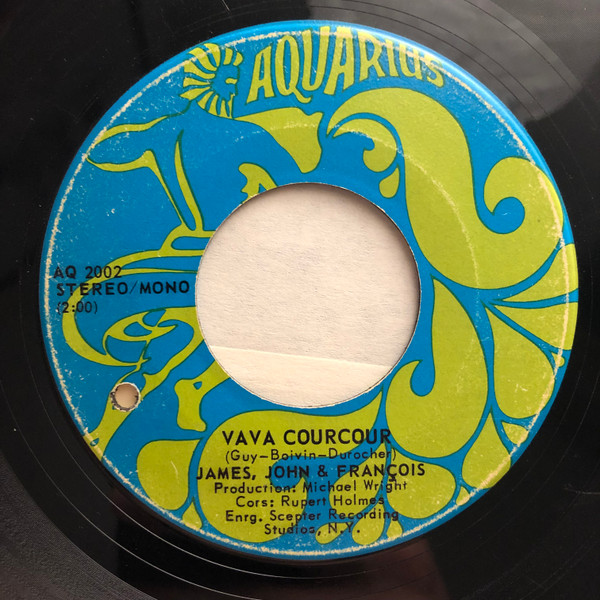 AQUARIUS
AQ 2002
STEREO/MONO
(2:00)
VAVA COURCOUR
(Guy-Boivin-Durocher)
JAMES, JOHN & FRANÇOIS
Production: Michael Wright
Cors: Rupert Holmes
Enrg. Scepter Recording
Studios, N.Y.